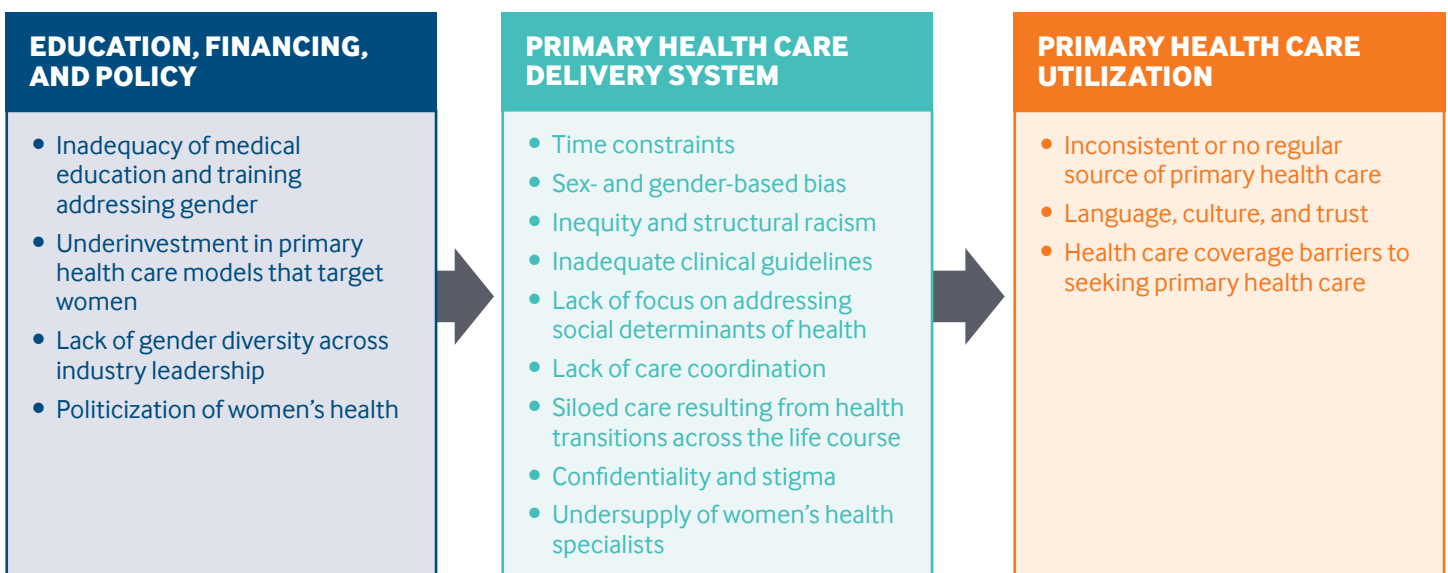 EDUCATION, FINANCING,
AND POLICY
• Inadequacy of medical
education and training
addressing gender
• Underinvestment in primary
health care models that target
women
• Lack of gender diversity across
industry leadership
• Politicization of women’s health
PRIMARY HEALTH CARE
DELIVERY SYSTEM
• Time constraints
• Sex- and gender-based bias
• Inequity and structural racism
• Inadequate clinical guidelines
• Lack of focus on addressing
social determinants of health
• Lack of care coordination
• Siloed care resulting from health
transitions across the life course
• Confidentiality and stigma
• Undersupply of women’s health
specialists
PRIMARY HEALTH CARE
UTILIZATION
• Inconsistent or no regular
source of primary health care
• Language, culture, and trust
• Health care coverage barriers to
seeking primary health care